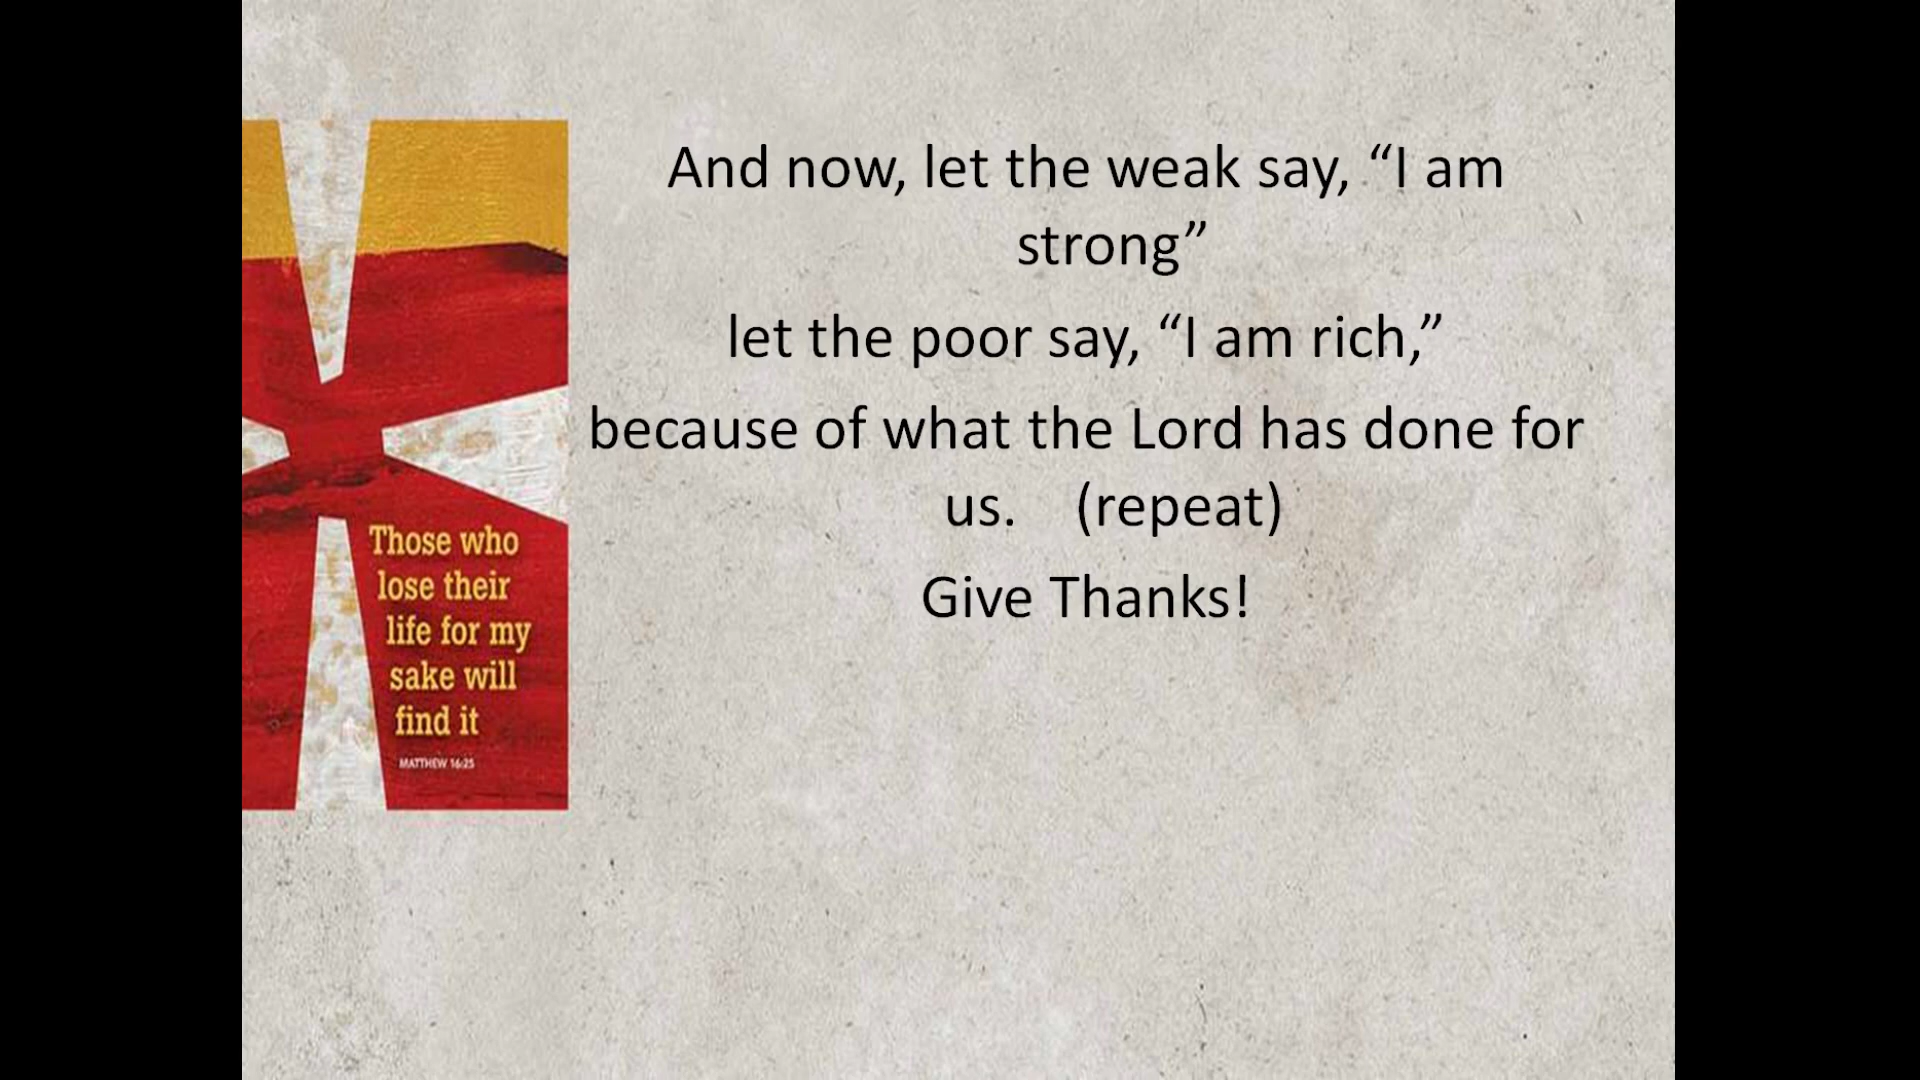 And now, let the weak say, “I am
strong”
let the poor say, “I am rich,”
because of what the Lord has done for
us. (repeat)
Give Thanks!
Those who
lose their
life for my
sake will
find it
MATTHEW 16:25